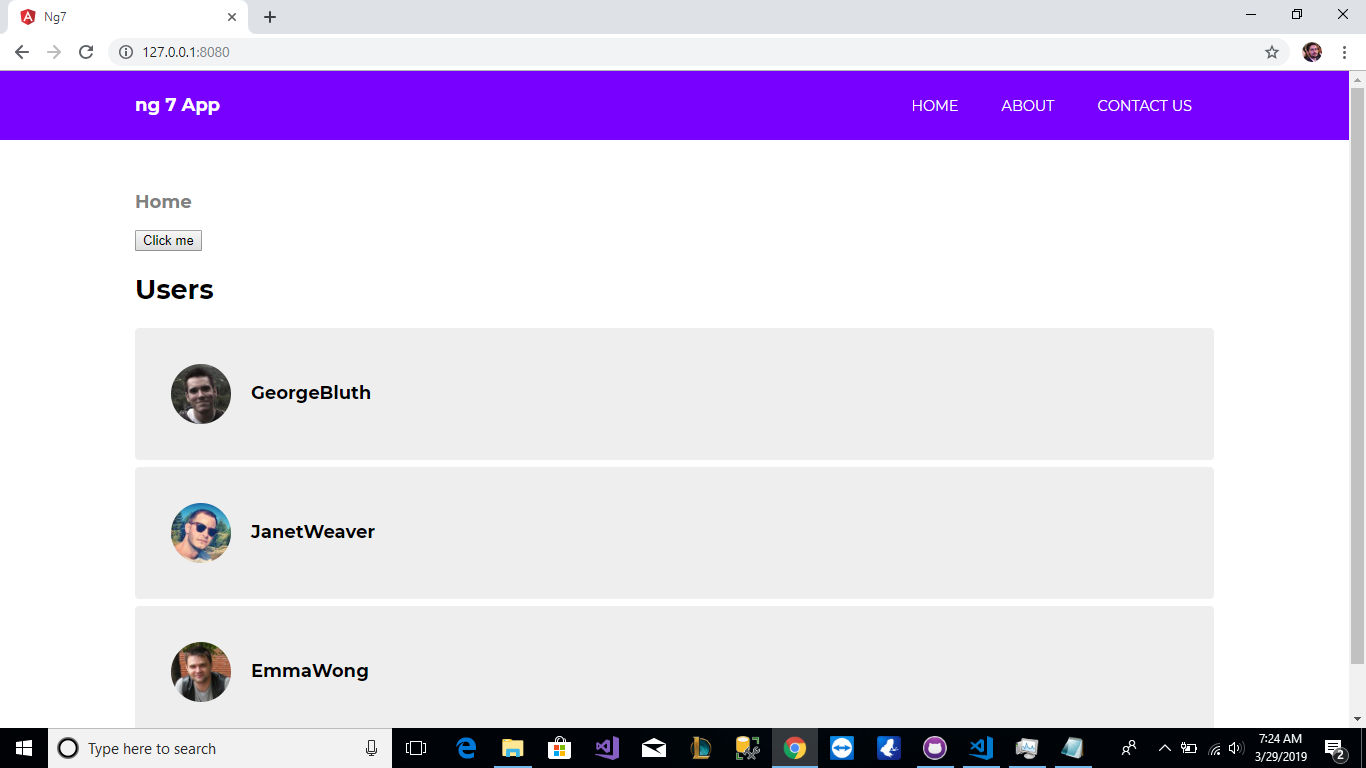 Ng7
127.0.0.1:8080
ng 7 App
HOME
ABOUT
CONTACT US
Home
Click me
Users
GeorgeBluth
JanetWeaver
EmmaWong
Type here to search
7:24 AM
3/29/2019
2